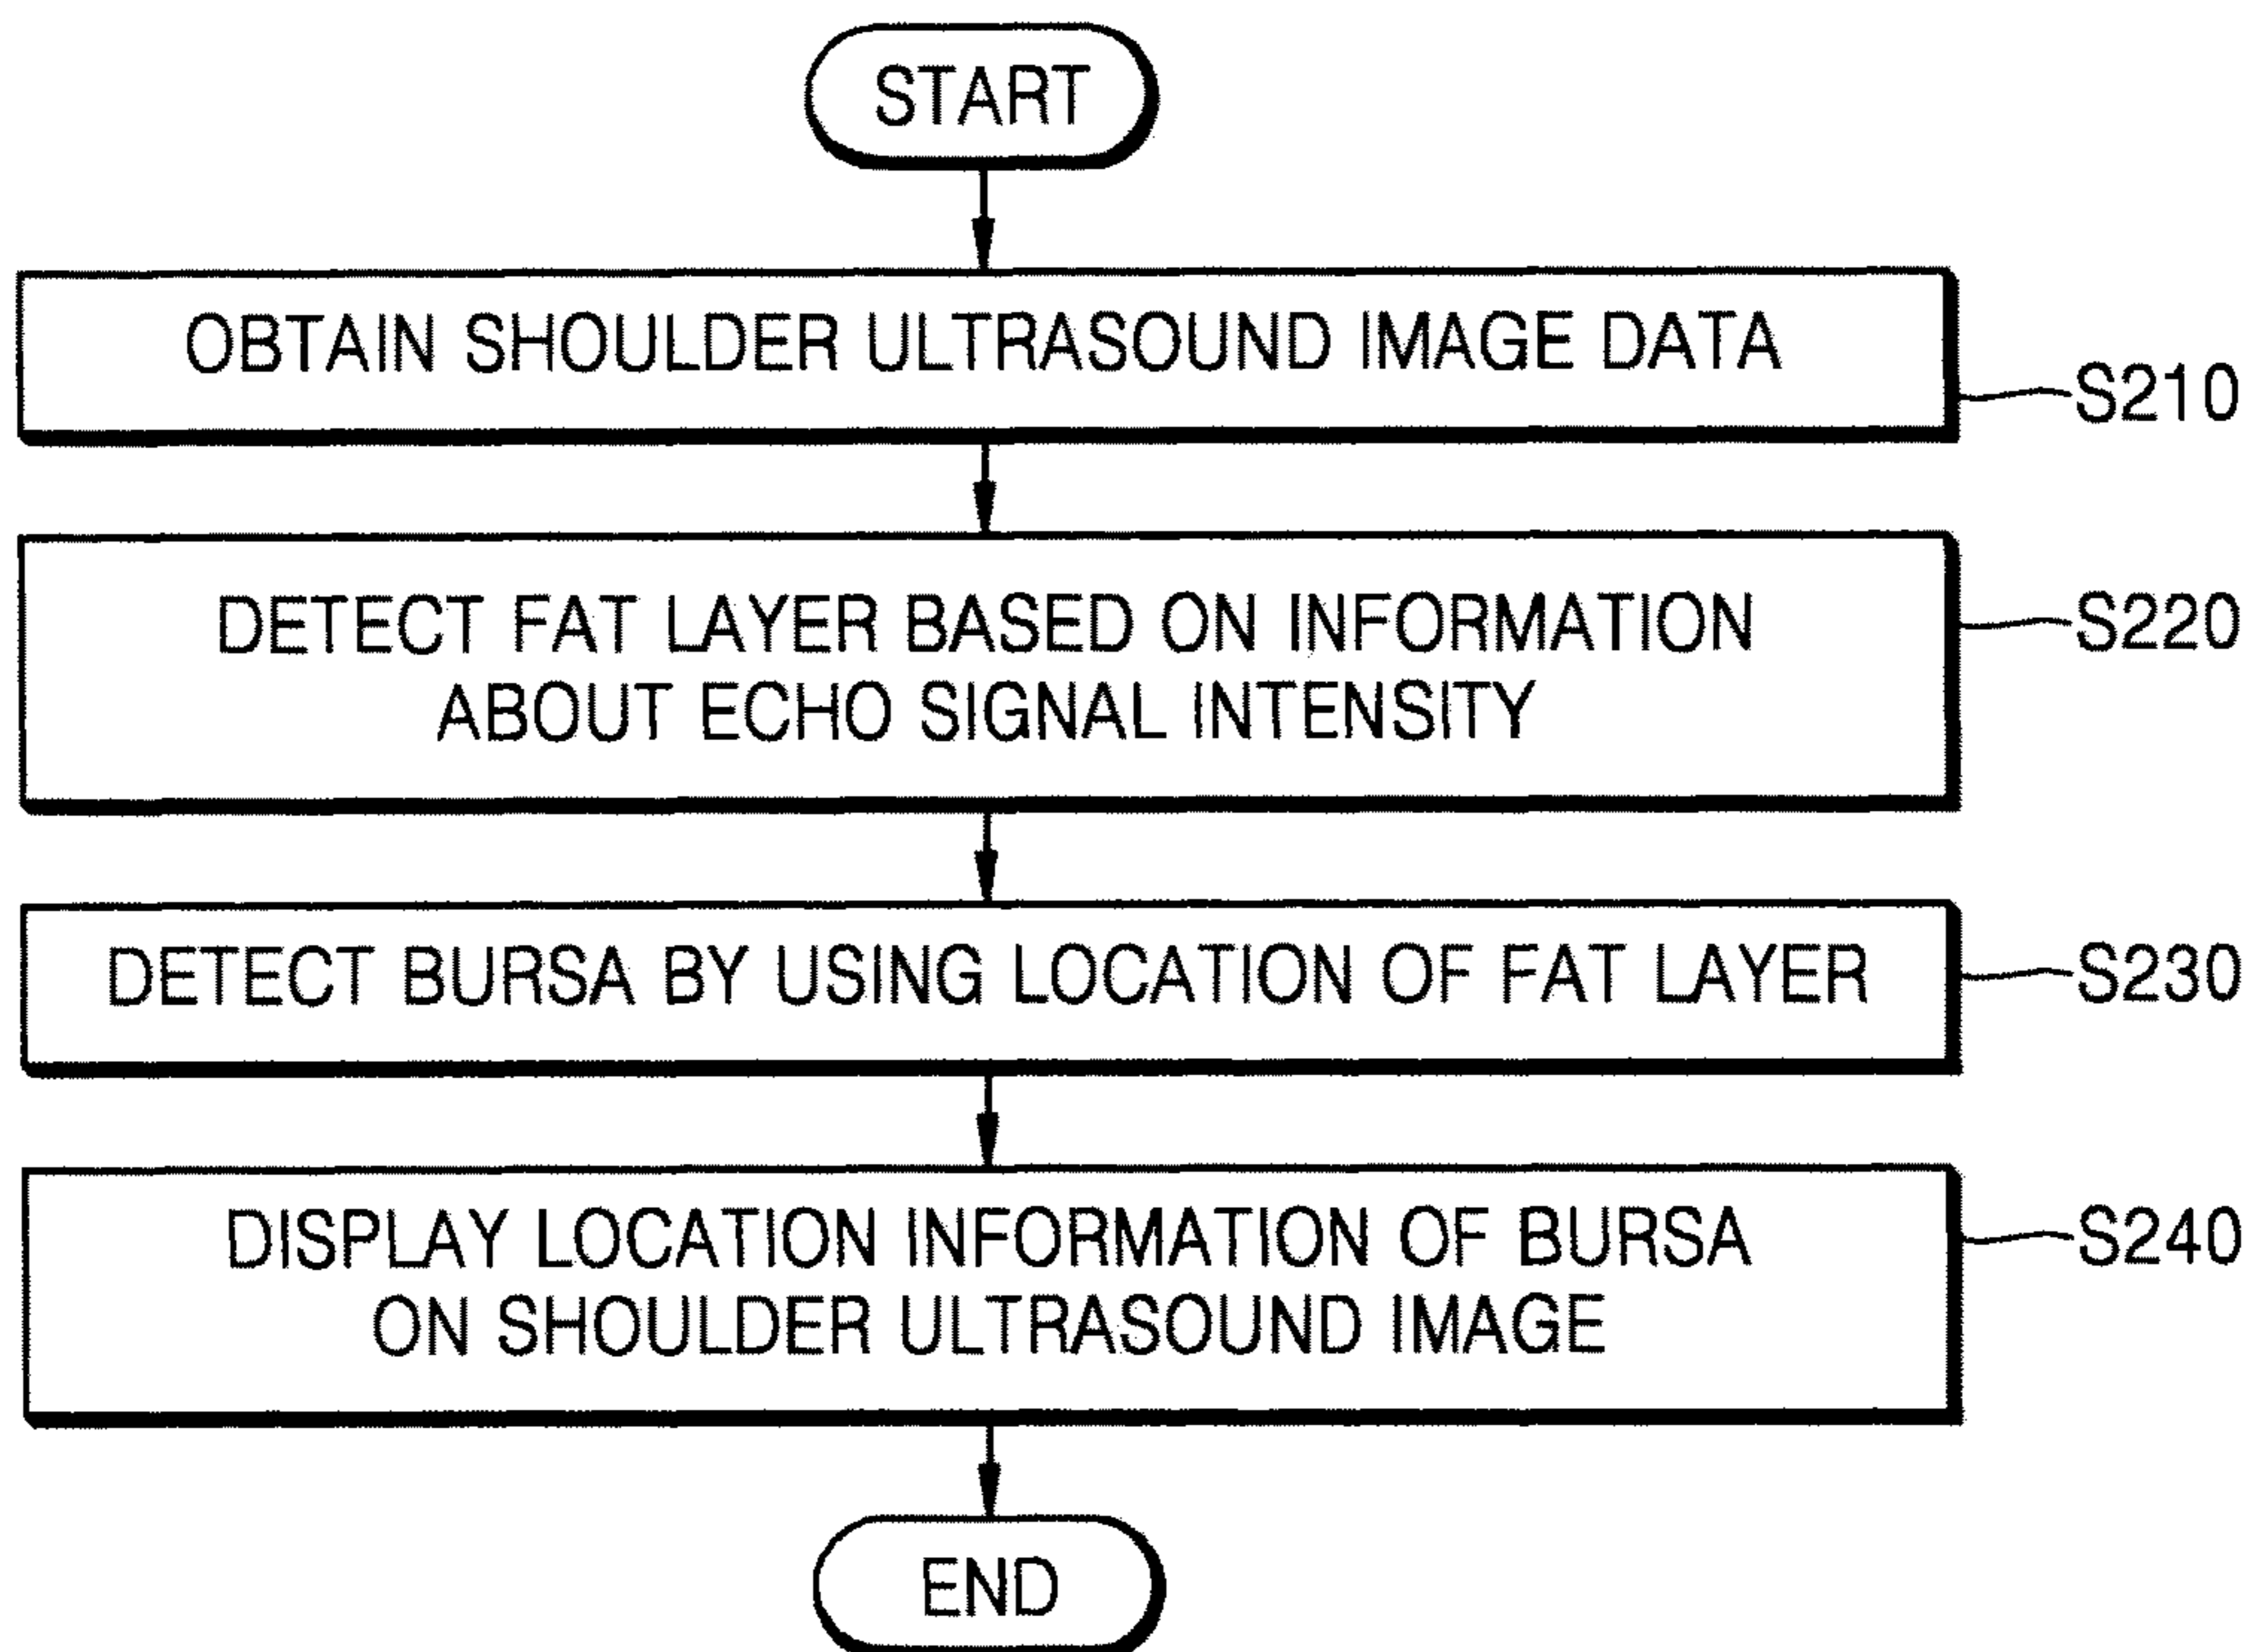 START
OBTAIN SHOULDER ULTRASOUND IMAGE DATA
S210
DETECT FAT LAYER BASED ON INFORMATION
ABOUT ECHO SIGNAL INTENSITY
S220
DETECT BURSA BY USING LOCATION OF FAT LAYER
S230
DISPLAY LOCATION INFORMATION OF BURSA
ON SHOULDER ULTRASOUND IMAGE
S240
END